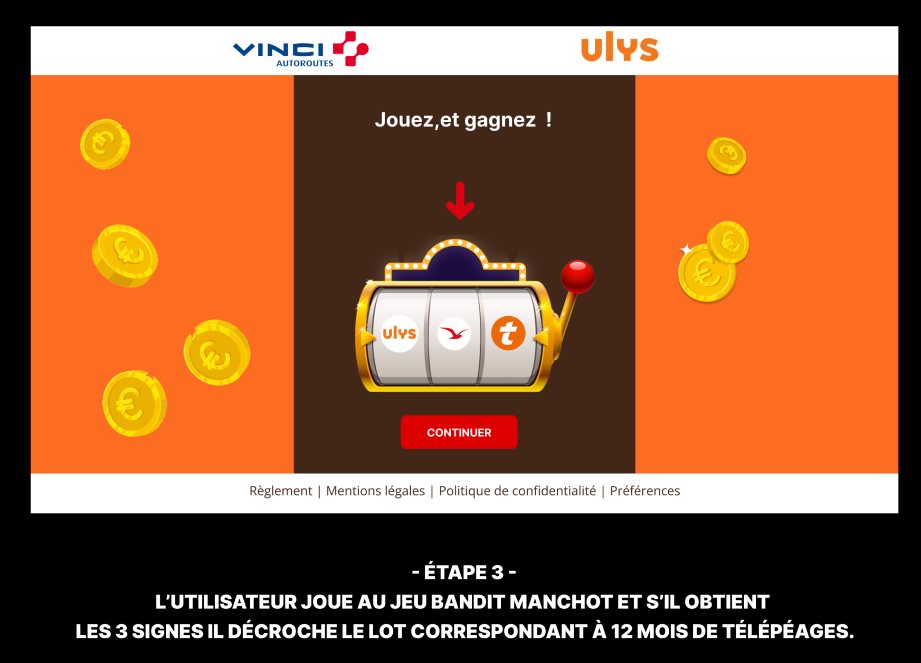 VINCI
AUTOROUTES
ulys
Jouez,et gagnez !
ulys
t
CONTINUER
Règlement | Mentions légales | Politique de confidentialité | Préférences
- ÉTAPE 3 -
L’UTILISATEUR JOUE AU JEU BANDIT MANCHOT ET S’IL OBTIENT
LES 3 SIGNES IL DÉCROCHE LE LOT CORRESPONDANT À 12 MOIS DE TÉLÉPÉAGES.